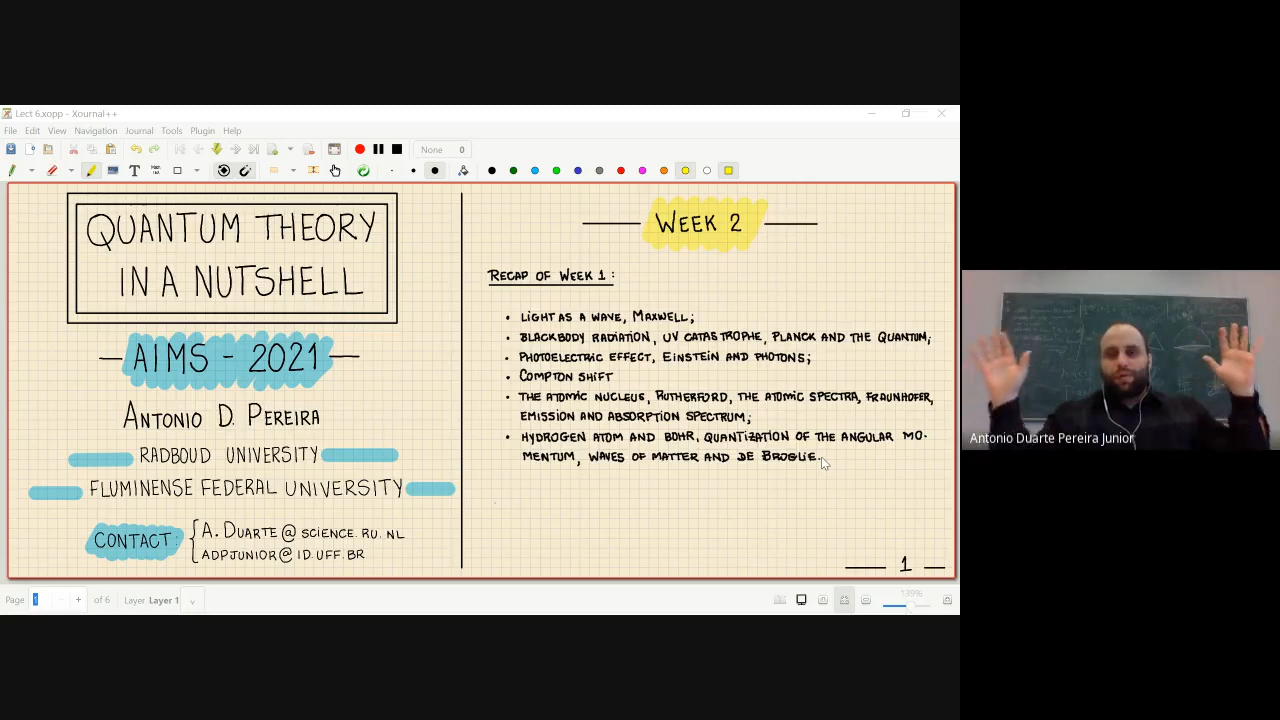 Lect 6.xopp - Xournal++
File Edit View Navigation Journal Tools Plugin Help
None 0
QUANTUM THEORY
IN A NUTSHELL
AIMS - 2021
ANTONIO D. PEREIRA
RADBOUD UNIVERSITY
FLUMINENSE FEDERAL UNIVERSITY
CONTACT: A.DUARTE@SCIENCE.RU.NL
ADPJUNIOR@ID.UFF.BR
WEEK 2
RECAP OF WEEK 1:
• LIGHT AS A WAVE, MAXWELL;
• BLACKBODY RADIATION, UV CATASTROPHE, PLANCK AND THE QUANTUM;
• PHOTOELECTRIC EFFECT, EINSTEIN AND PHOTONS;
• COMPTON SHIFT
• THE ATOMIC NUCLEUS, RUTHERFORD, THE ATOMIC SPECTRA, FRAUNHOFER,
EMISSION AND ABSORPTION SPECTRUM;
• HYDROGEN ATOM AND BOHR, QUANTIZATION OF THE ANGULAR MO-
MENTUM, WAVES OF MATTER AND DE BROGLIE.
1
Page 1 of 6 Layer Layer 1
139%
Antonio Duarte Pereira Junior